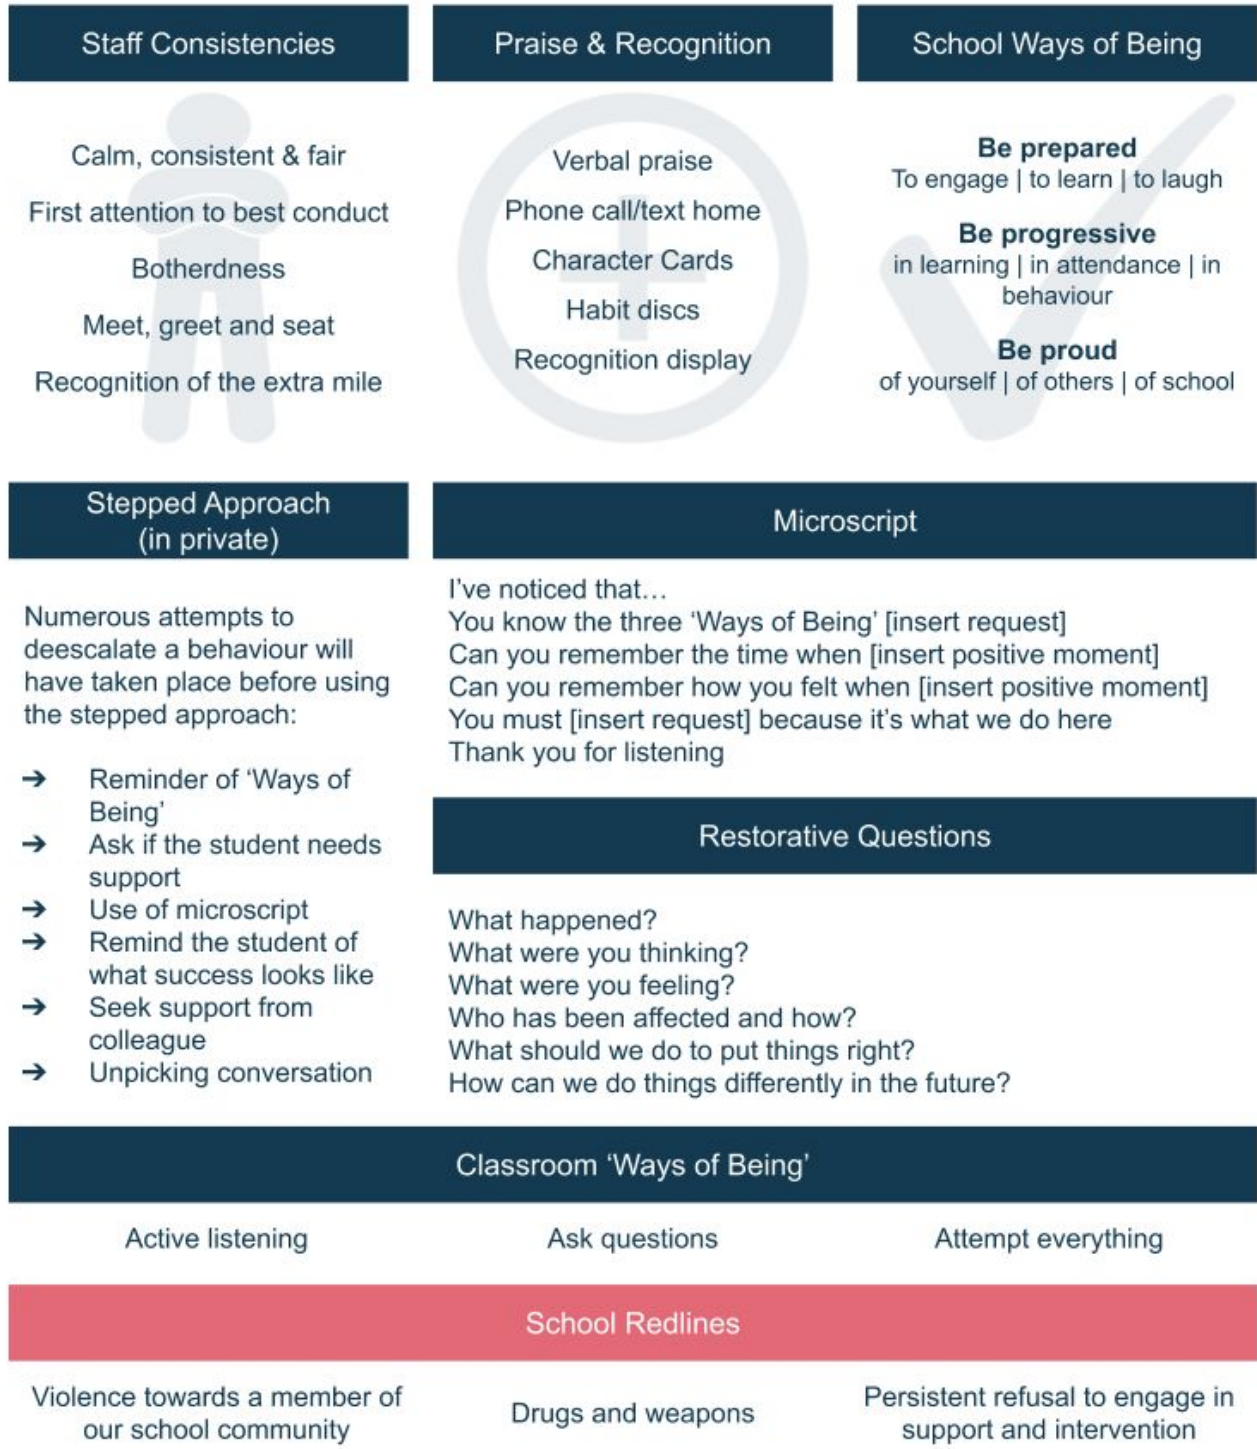 Staff Consistencies
Calm, consistent & fair
First attention to best conduct
Botherdness
Meet, greet and seat
Recognition of the extra mile
Praise & Recognition
Verbal praise
Phone call/text home
Character Cards
Habit discs
Recognition display
School Ways of Being
Be prepared
To engage | to learn | to laugh
Be progressive
in learning | in attendance | in
behaviour
Be proud
of yourself | of others | of school
Stepped Approach
(in private)
Numerous attempts to
deescalate a behaviour will
have taken place before using
the stepped approach:
➔ Reminder of ‘Ways of
Being’
➔ Ask if the student needs
support
➔ Use of microscript
➔ Remind the student of
what success looks like
➔ Seek support from
colleague
➔ Unpicking conversation
Microscript
I’ve noticed that…
You know the three ‘Ways of Being’ [insert request]
Can you remember the time when [insert positive moment]
Can you remember how you felt when [insert positive moment]
You must [insert request] because it’s what we do here
Thank you for listening
Restorative Questions
What happened?
What were you thinking?
What were you feeling?
Who has been affected and how?
What should we do to put things right?
How can we do things differently in the future?
Classroom ‘Ways of Being’
Active listening
Ask questions
Attempt everything
School Redlines
Violence towards a member of
our school community
Drugs and weapons
Persistent refusal to engage in
support and intervention